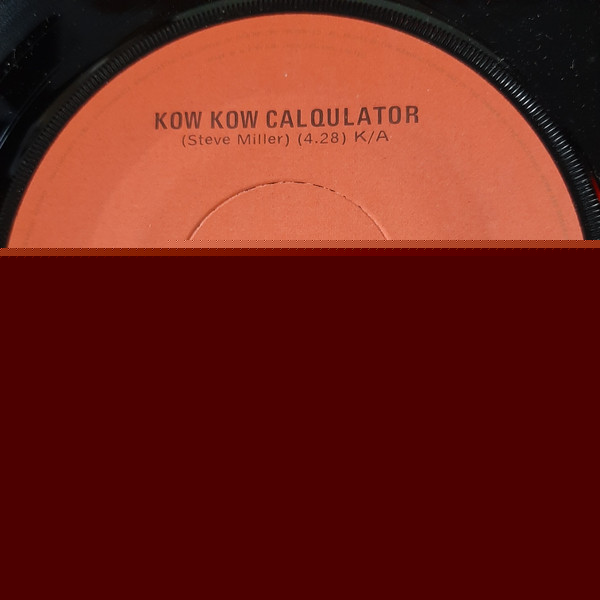 KOW KOW CALQULATOR
(Steve Miller) (4.28) K/A